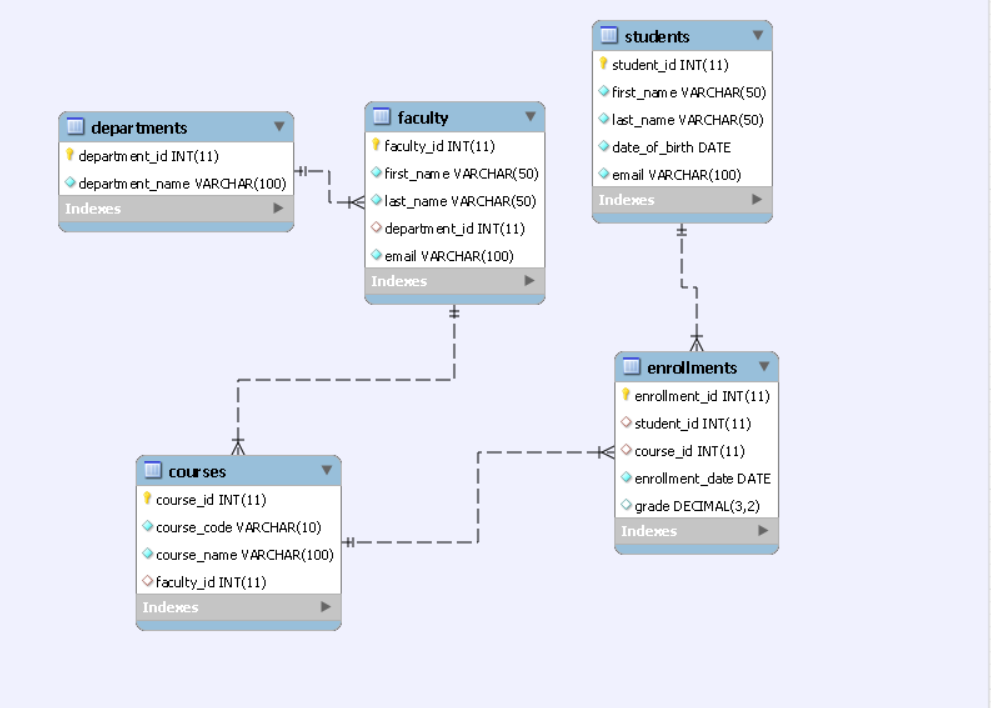 departments
department_id INT(11)
department_name VARCHAR(100)
Indexes
faculty
faculty_id INT(11)
first_name VARCHAR(50)
last_name VARCHAR(50)
department_id INT(11)
email VARCHAR(100)
Indexes
students
student_id INT(11)
first_name VARCHAR(50)
last_name VARCHAR(50)
date_of_birth DATE
email VARCHAR(100)
Indexes
courses
course_id INT(11)
course_code VARCHAR(10)
course_name VARCHAR(100)
faculty_id INT(11)
Indexes
enrollments
enrollment_id INT(11)
student_id INT(11)
course_id INT(11)
enrollment_date DATE
grade DECIMAL(3,2)
Indexes